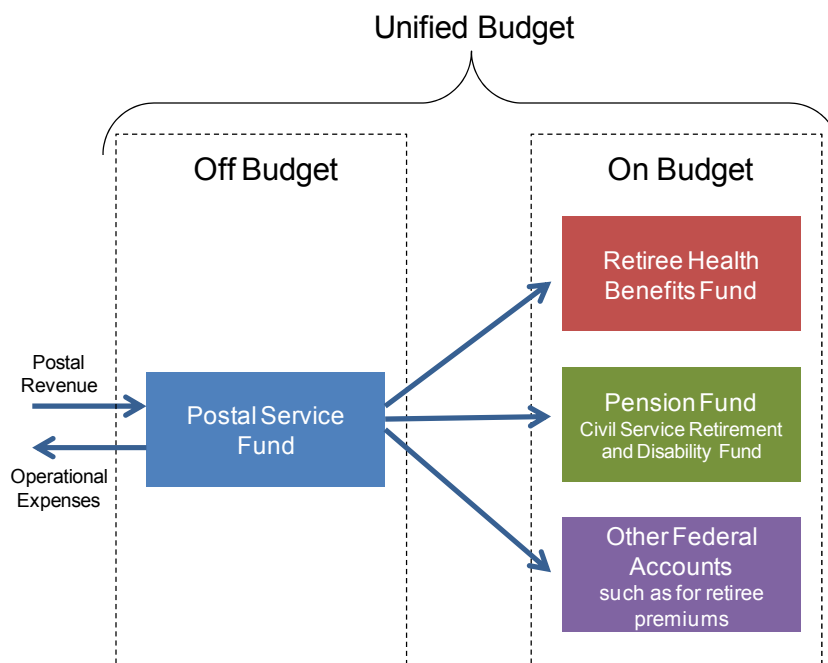 Unified Budget
Off Budget
On Budget
Retiree Health
Benefits Fund
Postal
Revenue
Postal Service
Fund
Operational
Expenses
Pension Fund
Civil Service Retirement
and Disability Fund
Other Federal
Accounts
such as for retiree
premiums